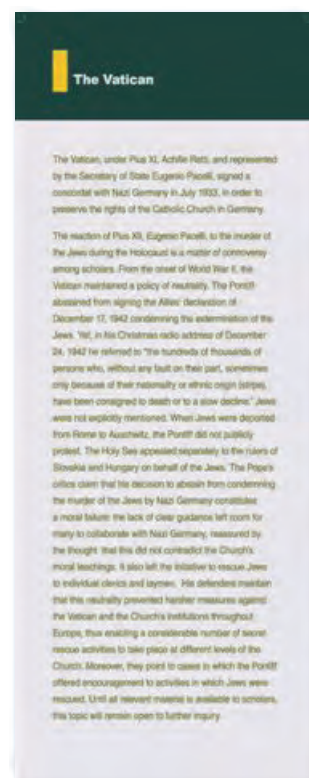 The Vatican
The Vatican, under Pius XI, Achille Ratti, and represented
by the Secretary of State Eugenio Pacelli, signed a
concordat with Nazi Germany in July 1933, in order to
preserve the rights of the Catholic Church in Germany.
The reaction of Pius XII, Eugenio Pacelli, to the murder of
the Jews during the Holocaust is a matter of controversy
among scholars. From the onset of World War II, the
Vatican maintained a policy of neutrality. The Pontiff
abstained from signing the Allies' declaration of
December 17, 1942 condemning the extermination of the
Jews. Yet, in his Christmas radio address of December
24, 1942 he referred to "the hundreds of thousands of
persons who, without any fault on their part, sometimes
only because of their nationality or ethnic origin (stirpe),
have been consigned to death or to a slow decline." Jews
were not explicitly mentioned. When Jews were deported
from Rome to Auschwitz, the Pontiff did not publicly
protest. The Holy See appealed separately to the rulers of
Slovakia and Hungary on behalf of the Jews. The Pope's
critics claim that his decision to abstain from condemning
the murder of the Jews by Nazi Germany constitutes
a moral failure: the lack of clear guidance left room for
many to collaborate with Nazi Germany, reassured by
the thought that this did not contradict the Church's
moral teachings. It also left the initiative to rescue Jews
to individual clerics and laymen. His defenders maintain
that this neutrality prevented harsher measures against
the Vatican and the Church's institutions throughout
Europe, thus enabling a considerable number of secret
rescue activities to take place at different levels of the
Church. Moreover, they point to cases in which the Pontiff
offered encouragement to activities in which Jews were
rescued. Until all relevant material is available to scholars,
this topic will remain open to further inquiry.